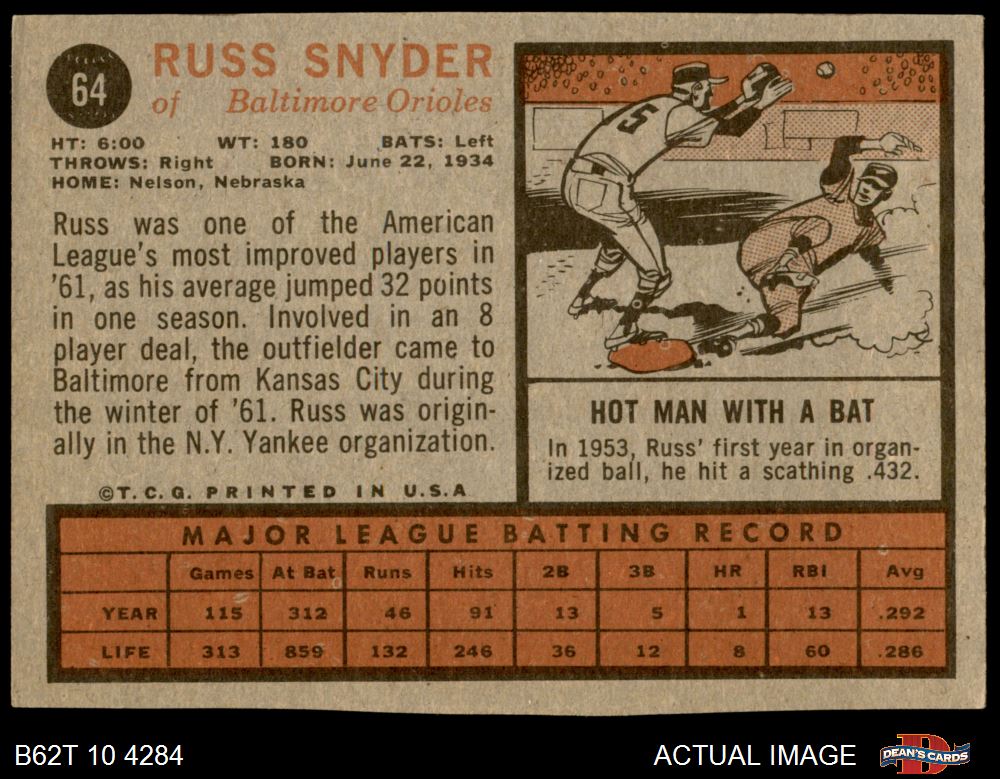 64
RUSS SNYDER
of Baltimore Orioles
HT: 6:00 WT: 180 BATS: Left
THROWS: Right BORN: June 22, 1934
HOME: Nelson, Nebraska
Russ was one of the American
League's most improved players in
'61, as his average jumped 32 points
in one season. Involved in an 8
player deal, the outfielder came to
Baltimore from Kansas City during
the winter of '61. Russ was origin-
ally in the N.Y. Yankee organization.
©T.C.G. PRINTED IN U.S.A
5
HOT MAN WITH A BAT
In 1953, Russ' first year in organ-
ized ball, he hit a scathing .432.
MAJOR LEAGUE BATTING RECORD
Games At Bat Runs Hits 2B 3B HR RBI Avg
YEAR 115 312 46 91 13 5 1 13 .292
LIFE 313 859 132 246 36 12 8 60 .286
B62T 10 4284 ACTUAL IMAGE DEAN'S CARDS